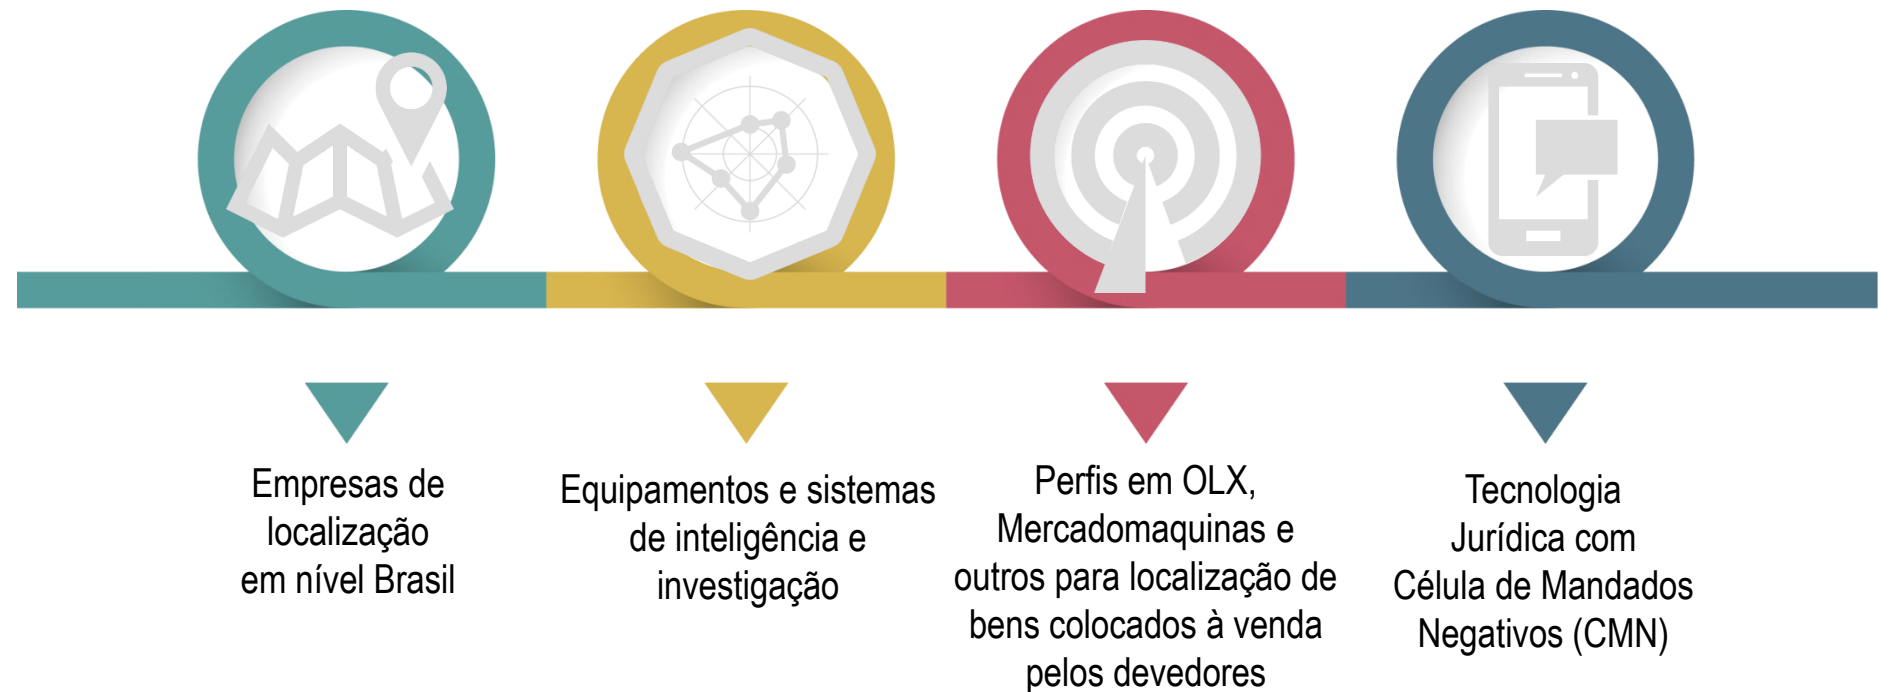 Empresas de
localização
em nível Brasil
Equipamentos e sistemas
de inteligência e
investigação
Perfis em OLX,
Mercadomaquinas e
outros para localização de
bens colocados à venda
pelos devedores
Tecnologia
Jurídica com
Célula de Mandados
Negativos (CMN)